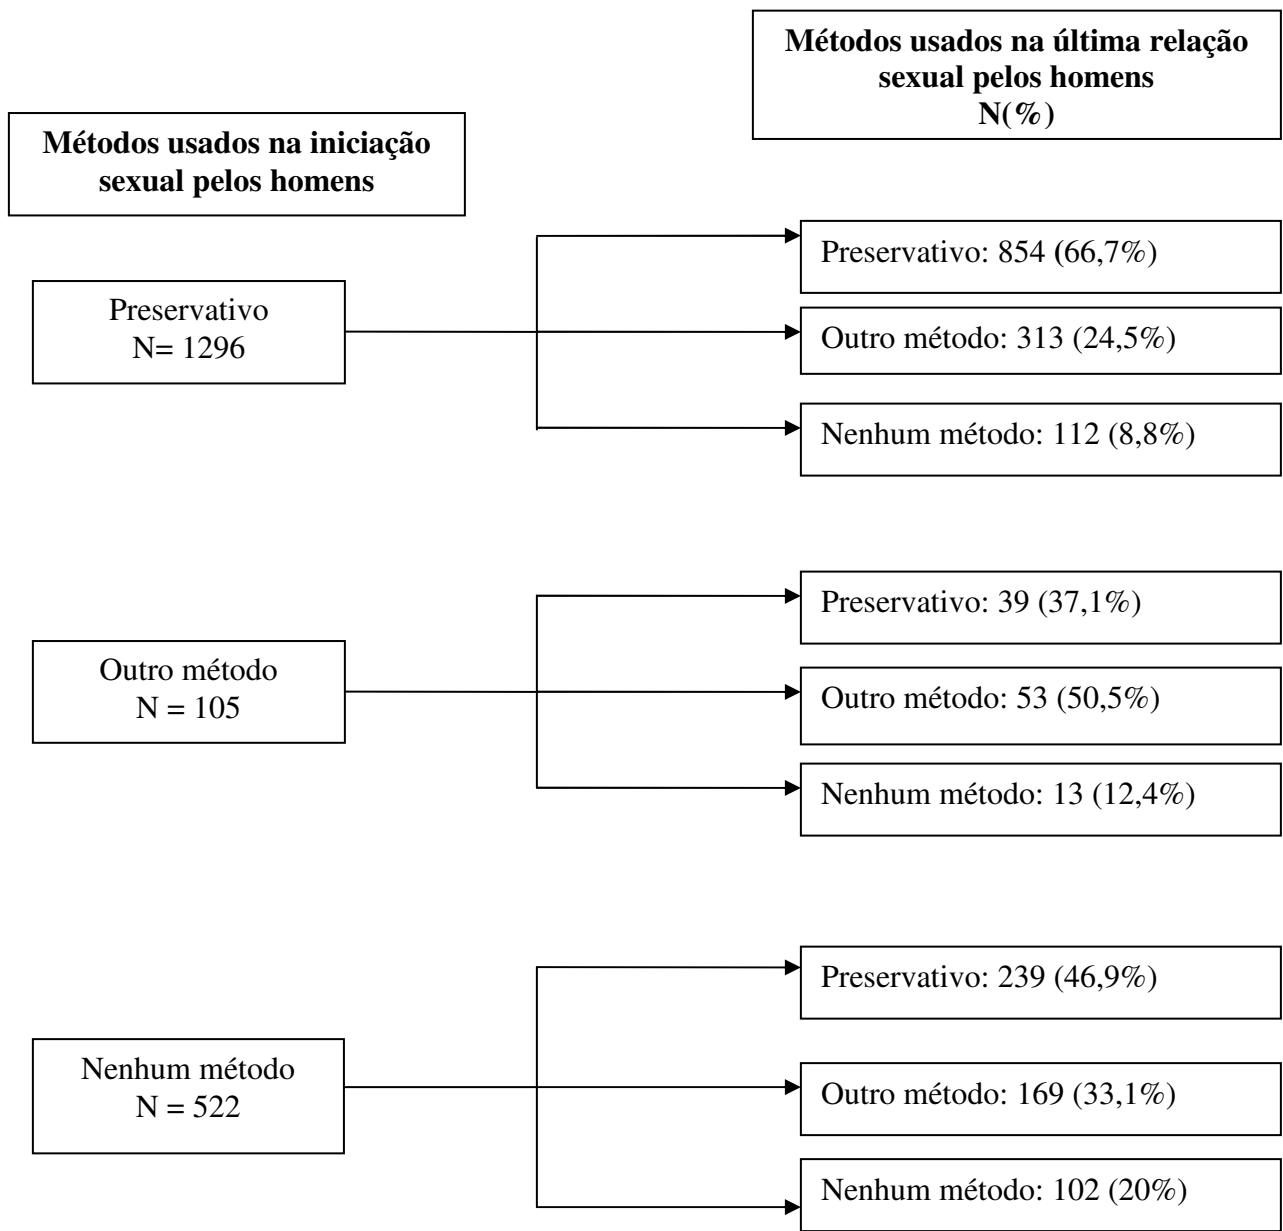 Métodos usados na última relação
sexual pelos homens
N(%)
Métodos usados na iniciação
sexual pelos homens
Preservativo
N= 1296
Preservativo: 854 (66,7%)
Outro método: 313 (24,5%)
Nenhum método: 112 (8,8%)
Outro método
N = 105
Preservativo: 39 (37,1%)
Outro método: 53 (50,5%)
Nenhum método: 13 (12,4%)
Nenhum método
N = 522
Preservativo: 239 (46,9%)
Outro método: 169 (33,1%)
Nenhum método: 102 (20%)